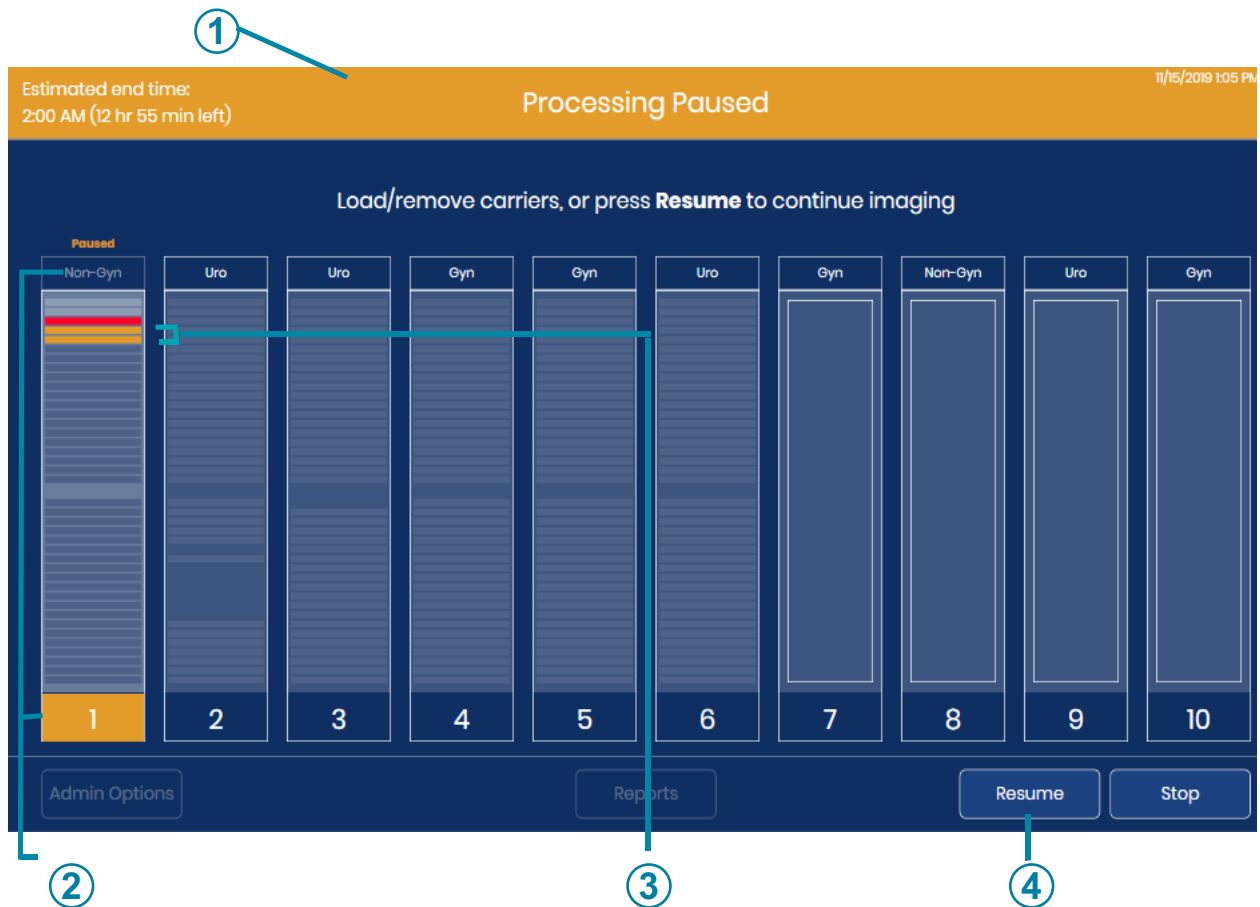 1
Estimated end time:
2:00 AM (12 hr 55 min left)
Processing Paused
11/15/2019 1:05 PM
Load/remove carriers, or press Resume to continue imaging
Paused
Non-Gyn Uro Uro Gyn Gyn Uro Gyn Non-Gyn Uro Gyn
1 2 3 4 5 6 7 8 9 10
Admin Options Reports Resume Stop
2 3 4